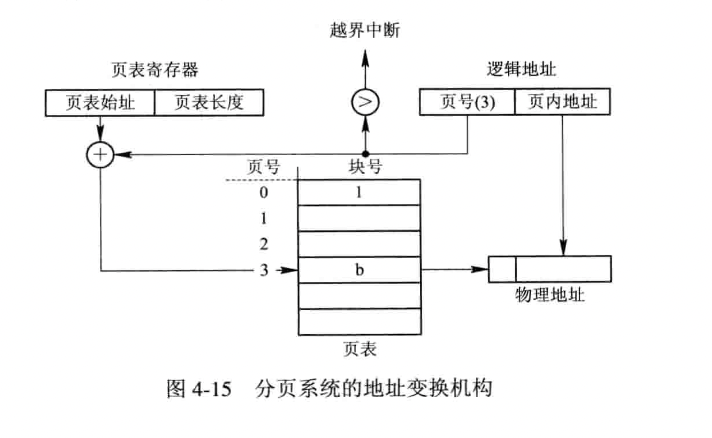 越界中断
页表寄存器
逻辑地址
页表始址 页表长度
>
页号(3) 页内地址
+
页号 块号
0 1
1
2
3 b
物理地址
页表
图 4-15 分页系统的地址变换机构